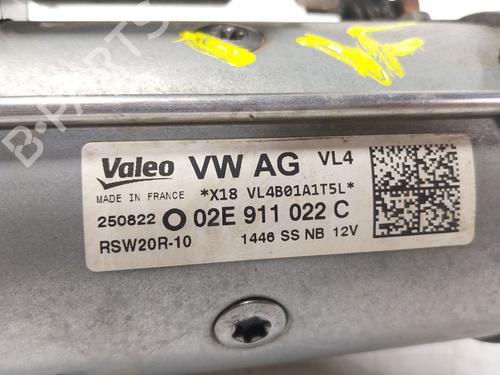 B-PARTS
Valeo VW AG VL4
MADE IN FRANCE *X18 VL4B01A1T5L*
250822 O 02E 911 022 C
RSW20R-10 1446 SS NB 12V